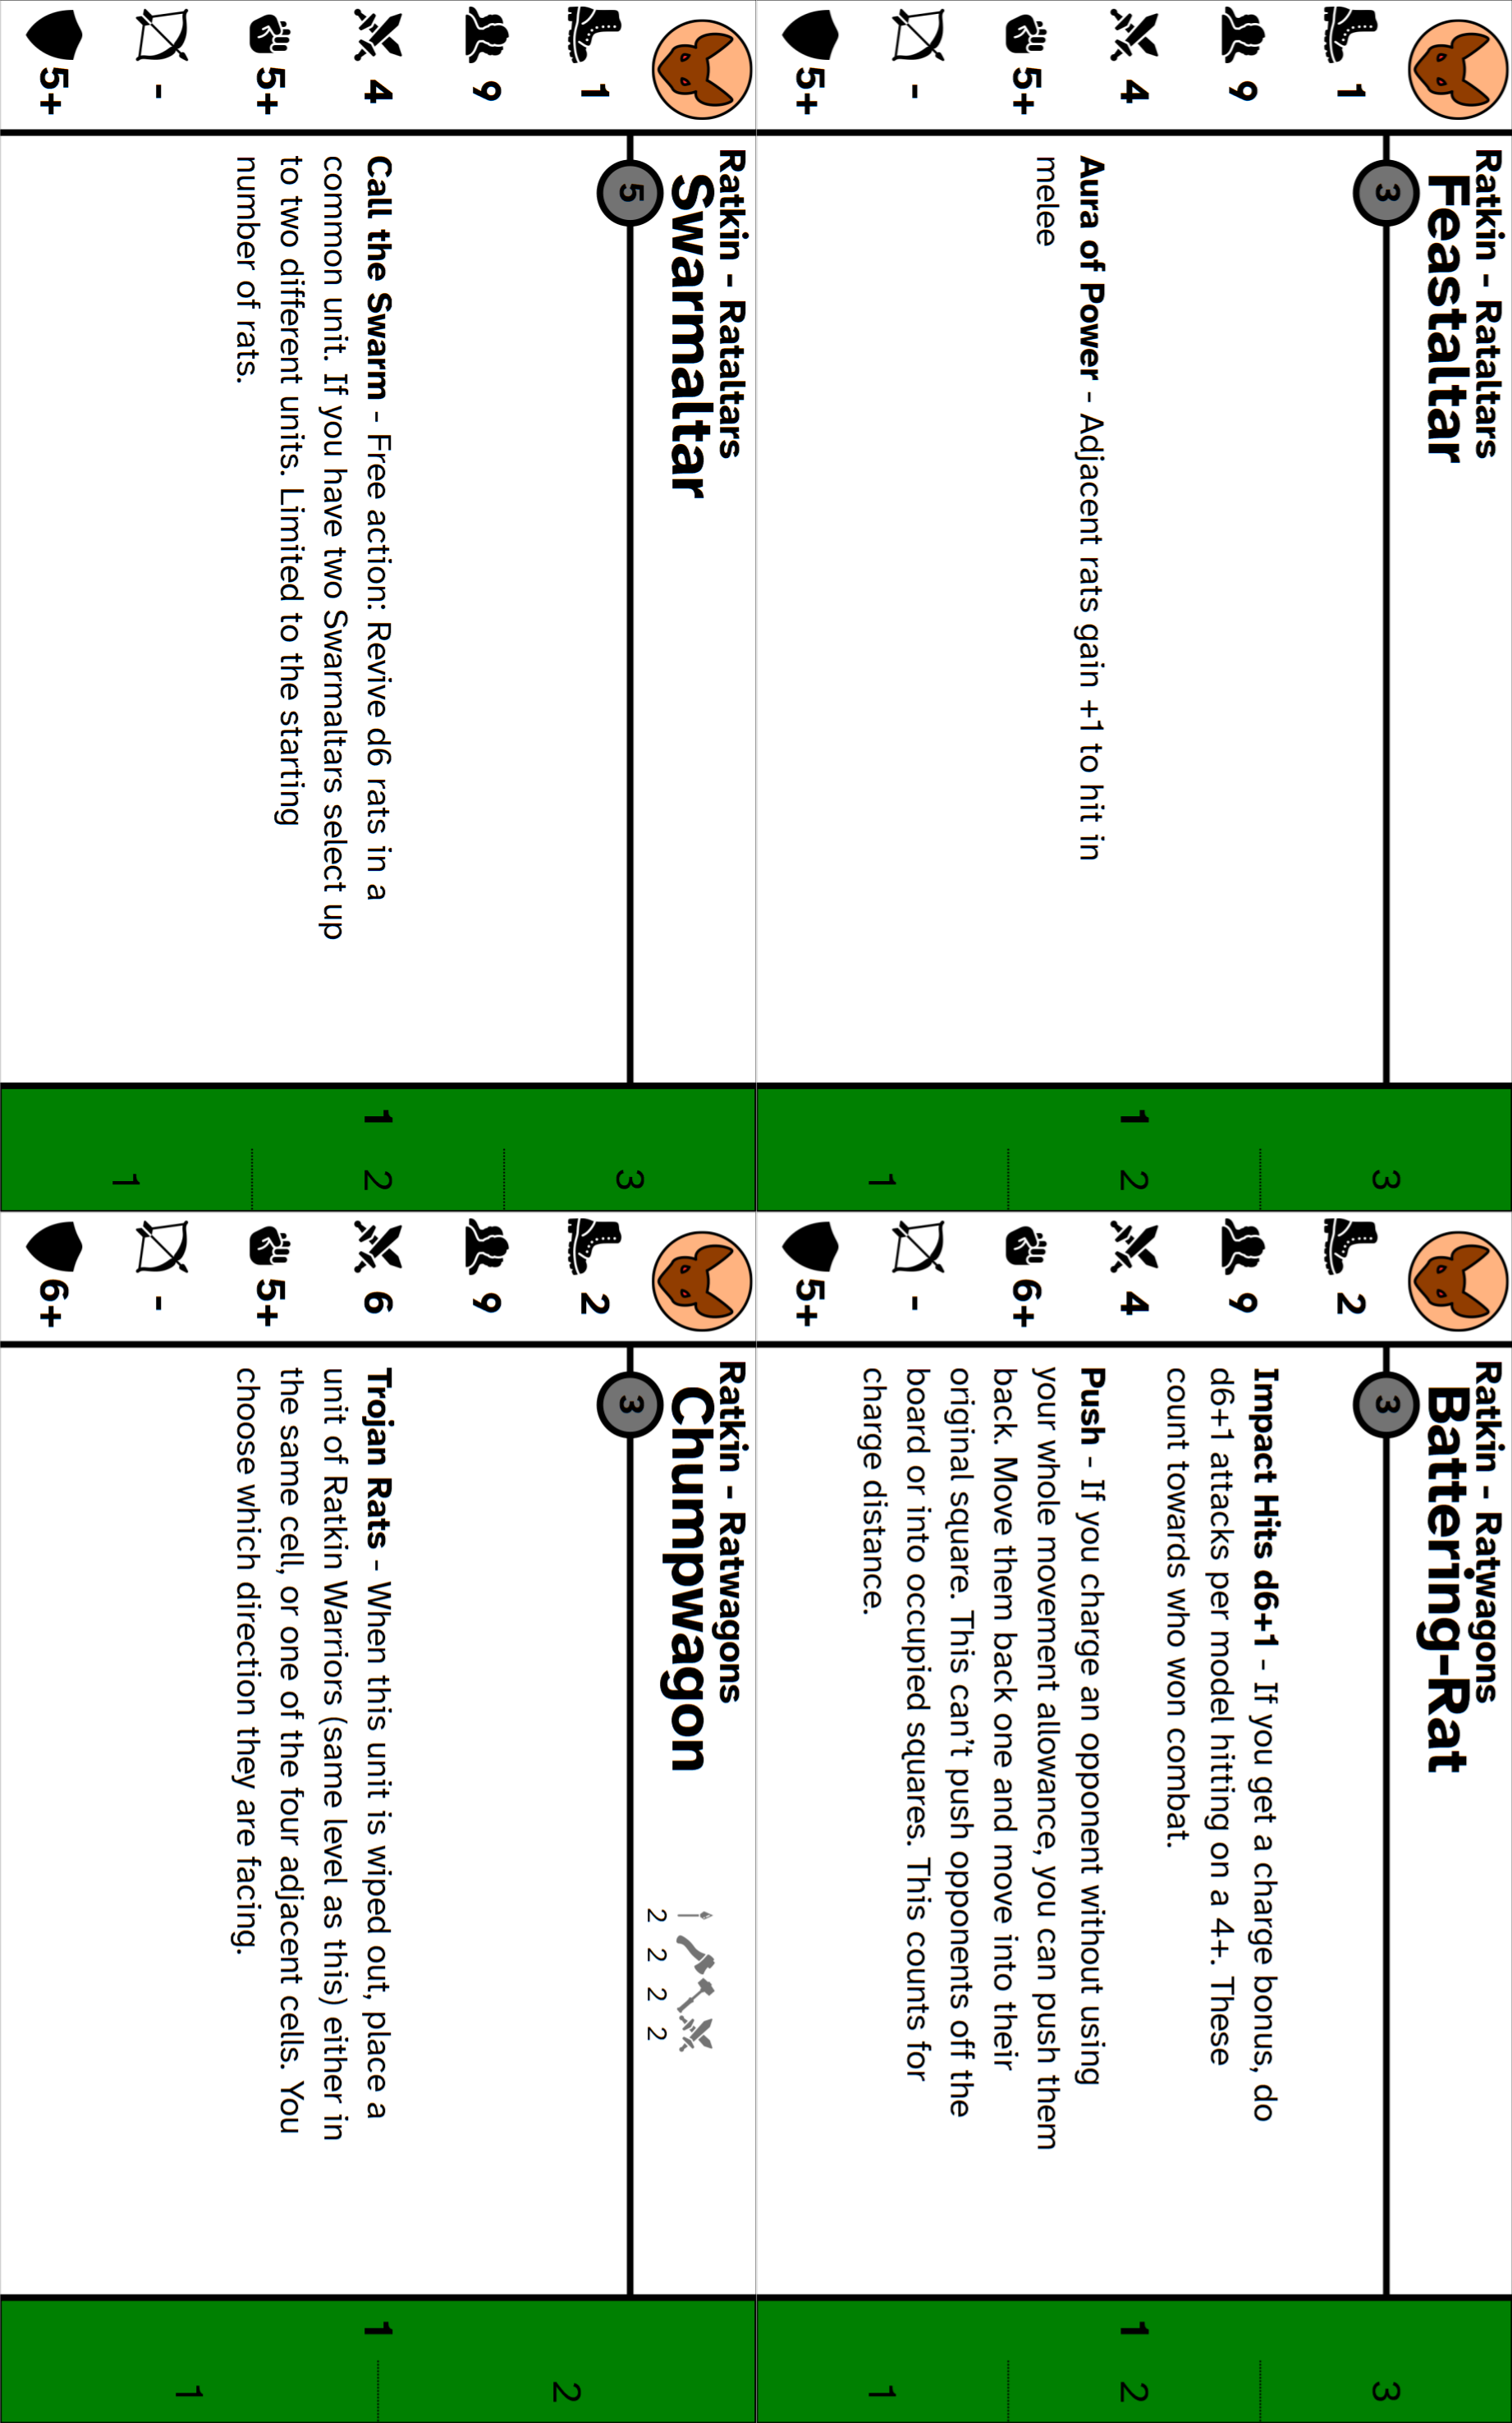 Ratkin - Rataltars
Feastaltar
3
1
9
4
5+
-
5+
Aura of Power - Adjacent rats gain +1 to hit in
melee
1
3
2
1
Ratkin - Ratwagons
Battering-Rat
3
2
9
4
6+
-
5+
Impact Hits d6+1 - If you get a charge bonus, do
d6+1 attacks per model hitting on a 4+. These
count towards who won combat.
Push - If you charge an opponent without using
your whole movement allowance, you can push them
back. Move them back one and move into their
original square. This can't push opponents off the
board or into occupied squares. This counts for
charge distance.
1
3
2
1
Ratkin - Rataltars
Swarmaltar
5
1
9
4
5+
-
5+
Call the Swarm - Free action: Revive d6 rats in a
common unit. If you have two Swarmaltars select up
to two different units. Limited to the starting
number of rats.
1
3
2
1
Ratkin - Ratwagons
Chumpwagon
2 2 2 2
3
2
9
6
5+
-
6+
Trojan Rats - When this unit is wiped out, place a
unit of Ratkin Warriors (same level as this) either in
the same cell, or one of the four adjacent cells. You
choose which direction they are facing.
1
2
1